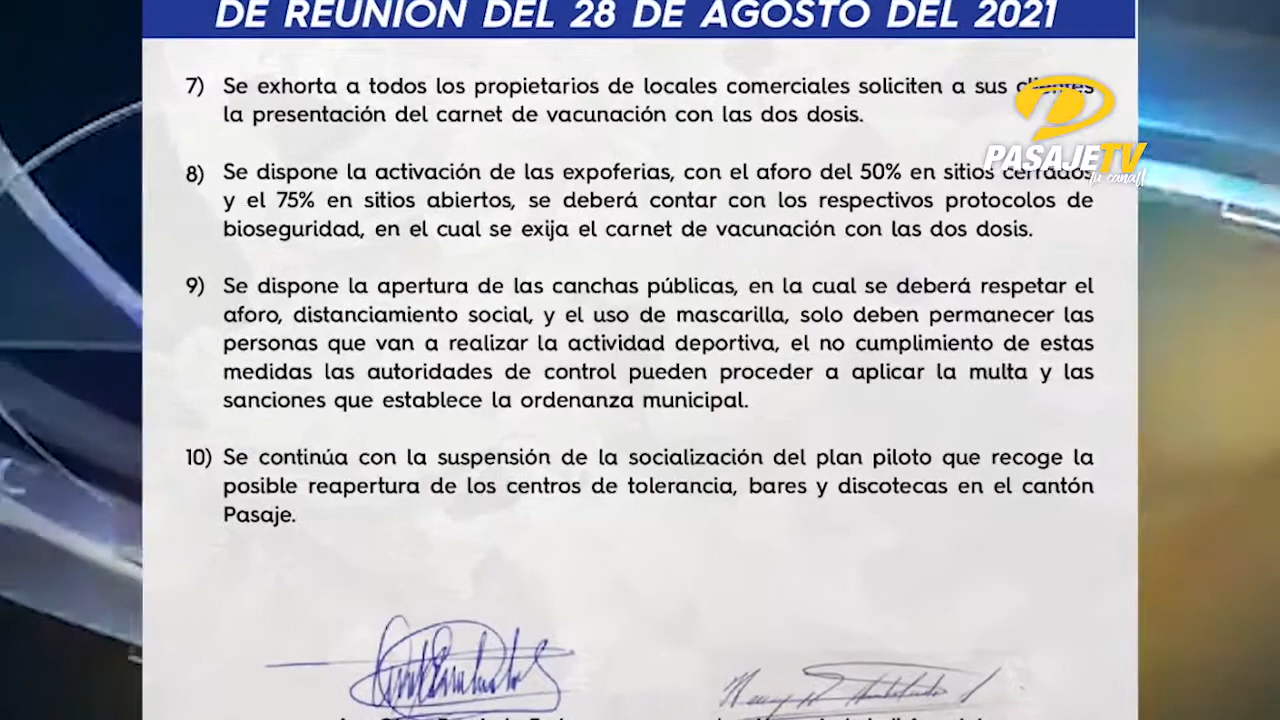 DE REUNIÓN DEL 28 DE AGOSTO DEL 2021
7) Se exhorta a todos los propietarios de locales comerciales soliciten a sus clientes
la presentación del carnet de vacunación con las dos dosis.
PASAJETV
tu canal!
8) Se dispone la activación de las expoferias, con el aforo del 50% en sitios cerrados
y el 75% en sitios abiertos, se deberá contar con los respectivos protocolos de
bioseguridad, en el cual se exija el carnet de vacunación con las dos dosis.
9) Se dispone la apertura de las canchas públicas, en la cual se deberá respetar el
aforo, distanciamiento social, y el uso de mascarilla, solo deben permanecer las
personas que van a realizar la actividad deportiva, el no cumplimiento de estas
medidas las autoridades de control pueden proceder a aplicar la multa y las
sanciones que establece la ordenanza municipal.
10) Se continúa con la suspensión de la socialización del plan piloto que recoge la
posible reapertura de los centros de tolerancia, bares y discotecas en el cantón
Pasaje.